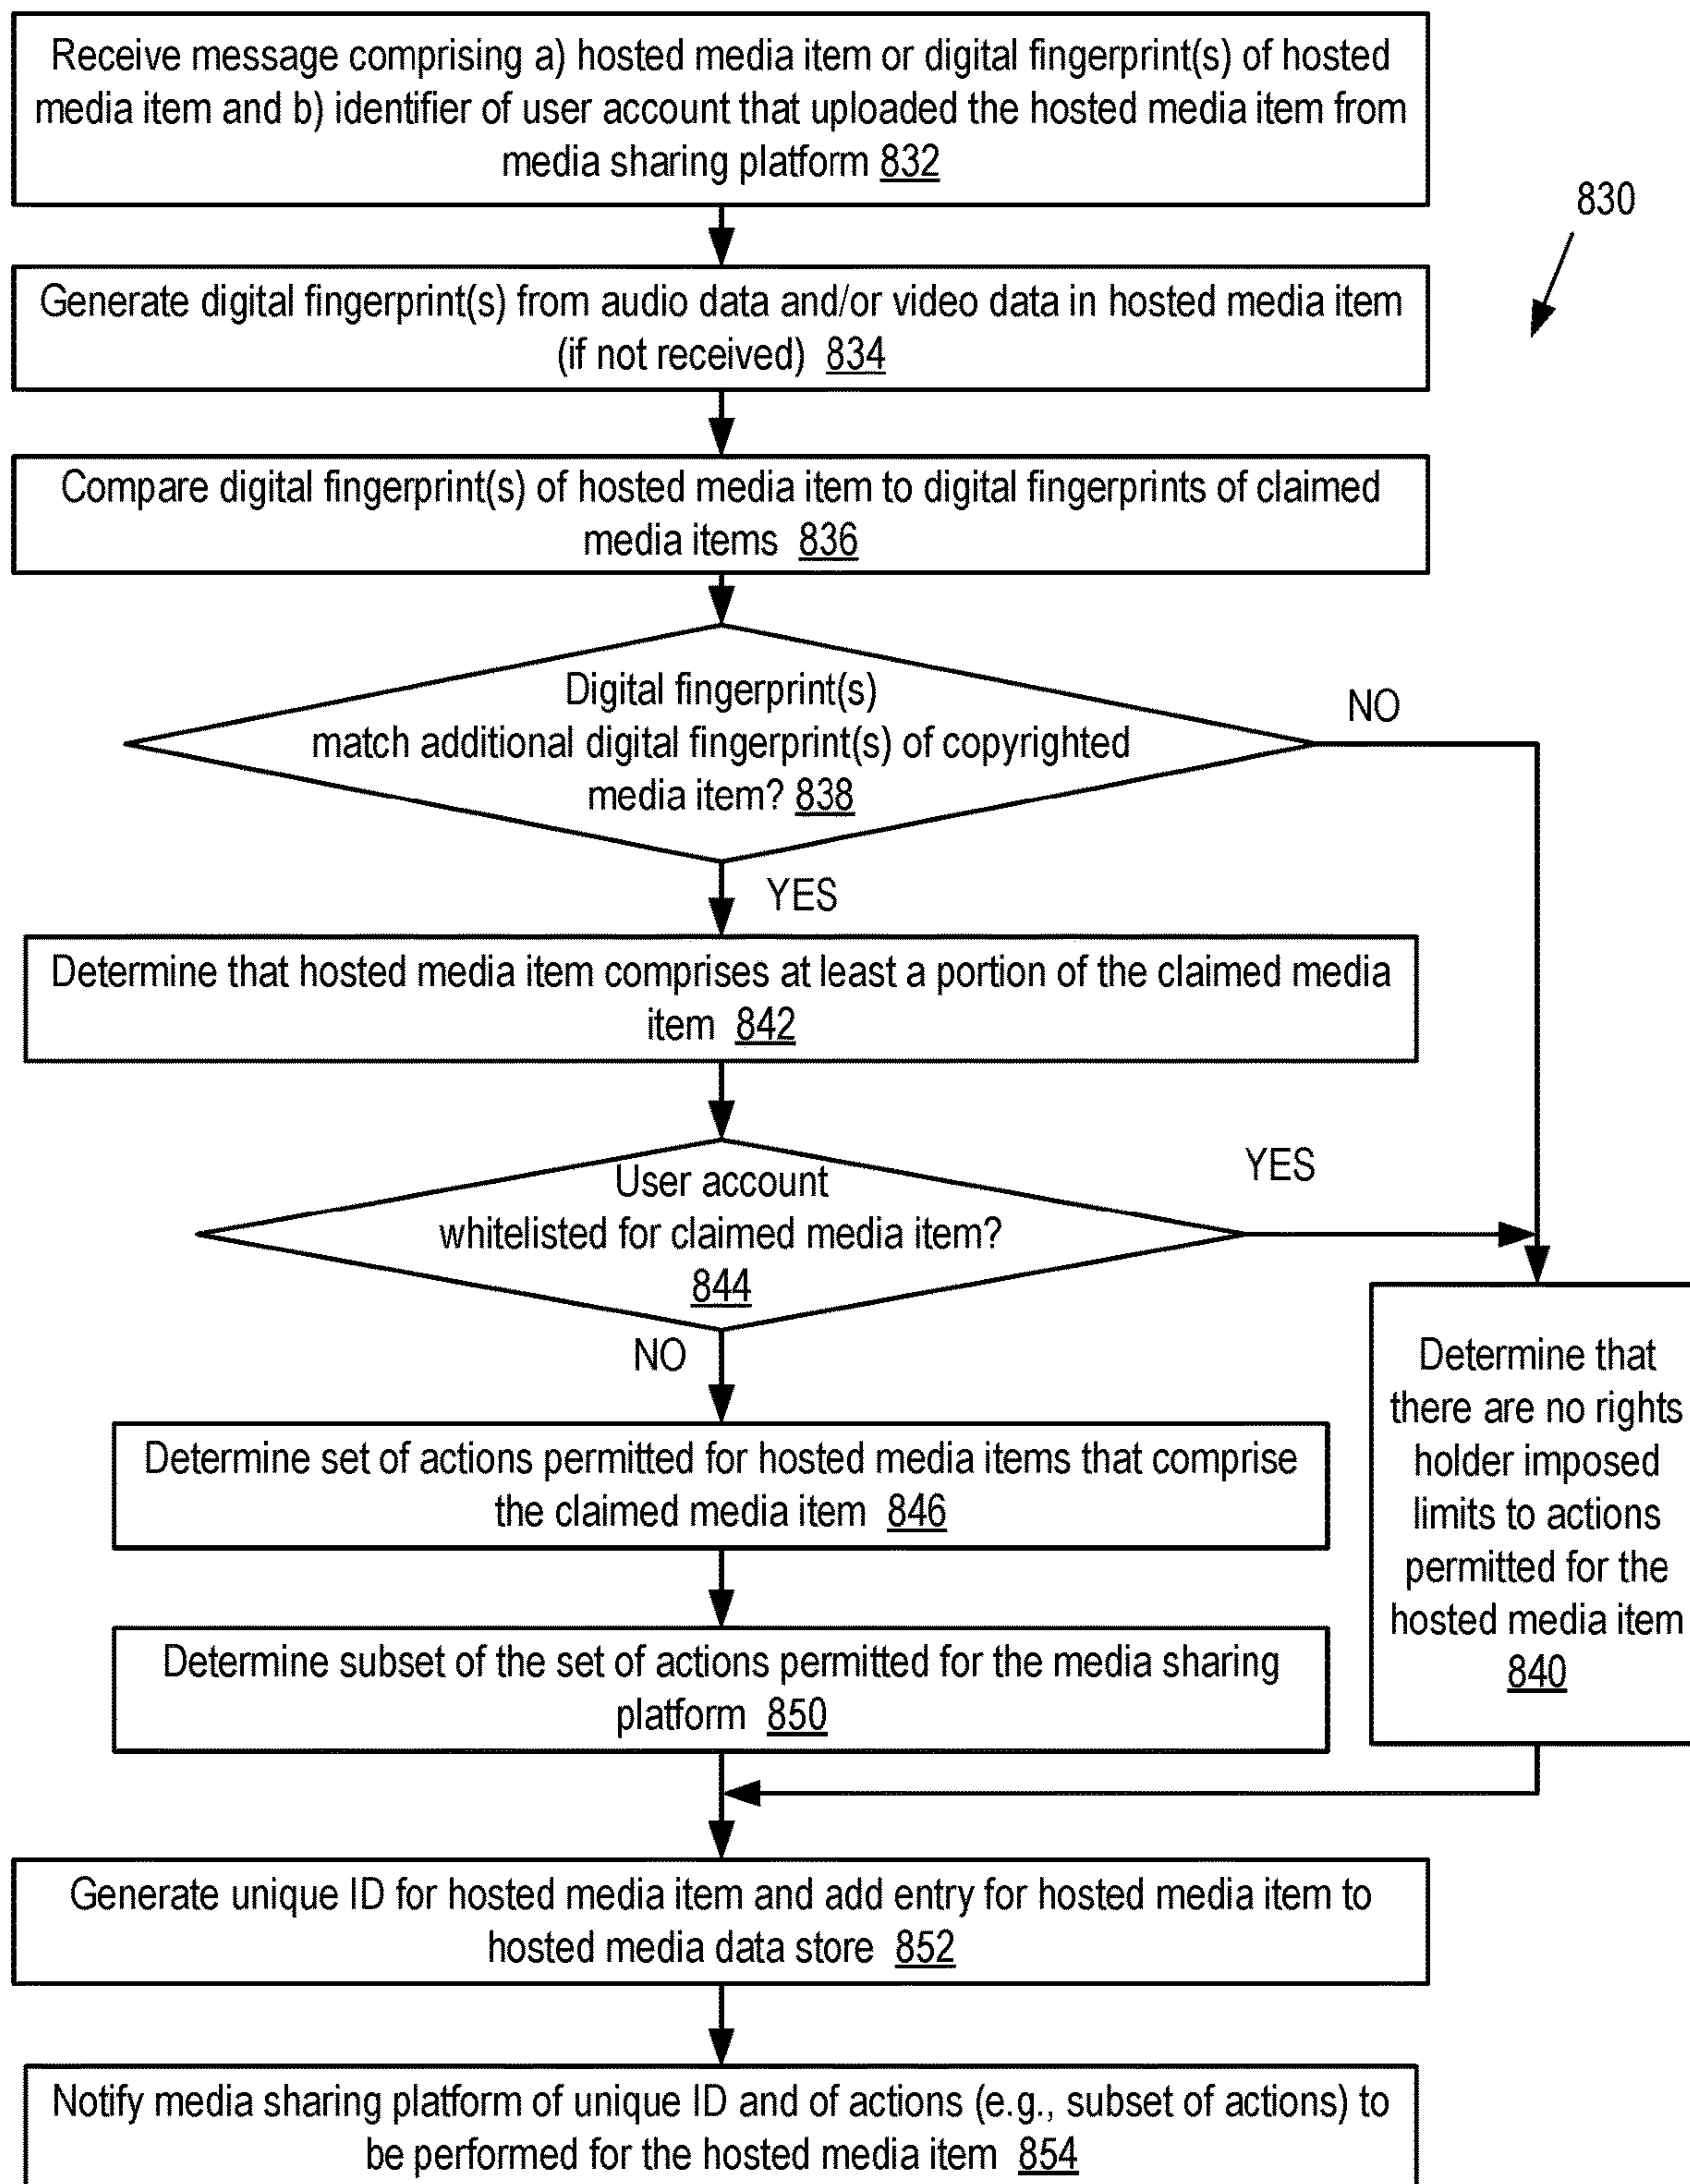 Receive message comprising a) hosted media item or digital fingerprint(s) of hosted
media item and b) identifier of user account that uploaded the hosted media item from
media sharing platform 832
830
Generate digital fingerprint(s) from audio data and/or video data in hosted media item
(if not received) 834
Compare digital fingerprint(s) of hosted media item to digital fingerprints of claimed
media items 836
Digital fingerprint(s)
match additional digital fingerprint(s) of copyrighted
media item? 838
NO
YES
Determine that hosted media item comprises at least a portion of the claimed media
item 842
User account
whitelisted for claimed media item?
844
YES
NO
Determine set of actions permitted for hosted media items that comprise
the claimed media item 846
Determine subset of the set of actions permitted for the media sharing
platform 850
Determine that
there are no rights
holder imposed
limits to actions
permitted for the
hosted media item
840
Generate unique ID for hosted media item and add entry for hosted media item to
hosted media data store 852
Notify media sharing platform of unique ID and of actions (e.g., subset of actions) to
be performed for the hosted media item 854